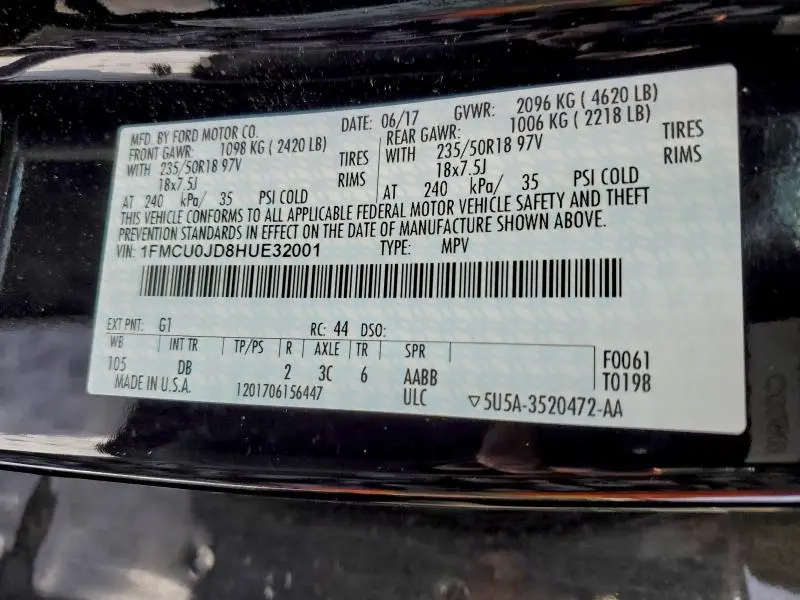 MFD. BY FORD MOTOR CO. DATE: 06/17 GVWR: 2096 KG ( 4620 LB)
FRONT GAWR: 1098 KG ( 2420 LB) REAR GAWR: 1006 KG ( 2218 LB)
WITH 235/50R18 97V TIRES WITH 235/50R18 97V TIRES
18x7.5J RIMS 18x7.5J RIMS
AT 240 kPa/ 35 PSI COLD AT 240 kPa/ 35 PSI COLD
THIS VEHICLE CONFORMS TO ALL APPLICABLE FEDERAL MOTOR VEHICLE SAFETY AND THEFT
PREVENTION STANDARDS IN EFFECT ON THE DATE OF MANUFACTURE SHOWN ABOVE.
VIN: 1FMCU0JD8HUE32001 TYPE: MPV
EXT PNT: G1 RC: 44 DSO:
WB INT TR TP/PS R AXLE TR SPR F0061
105 DB 2 3C 6 AABB T0198
MADE IN U.S.A. 1201706156447 ULC ▽5U5A-3520472-AA